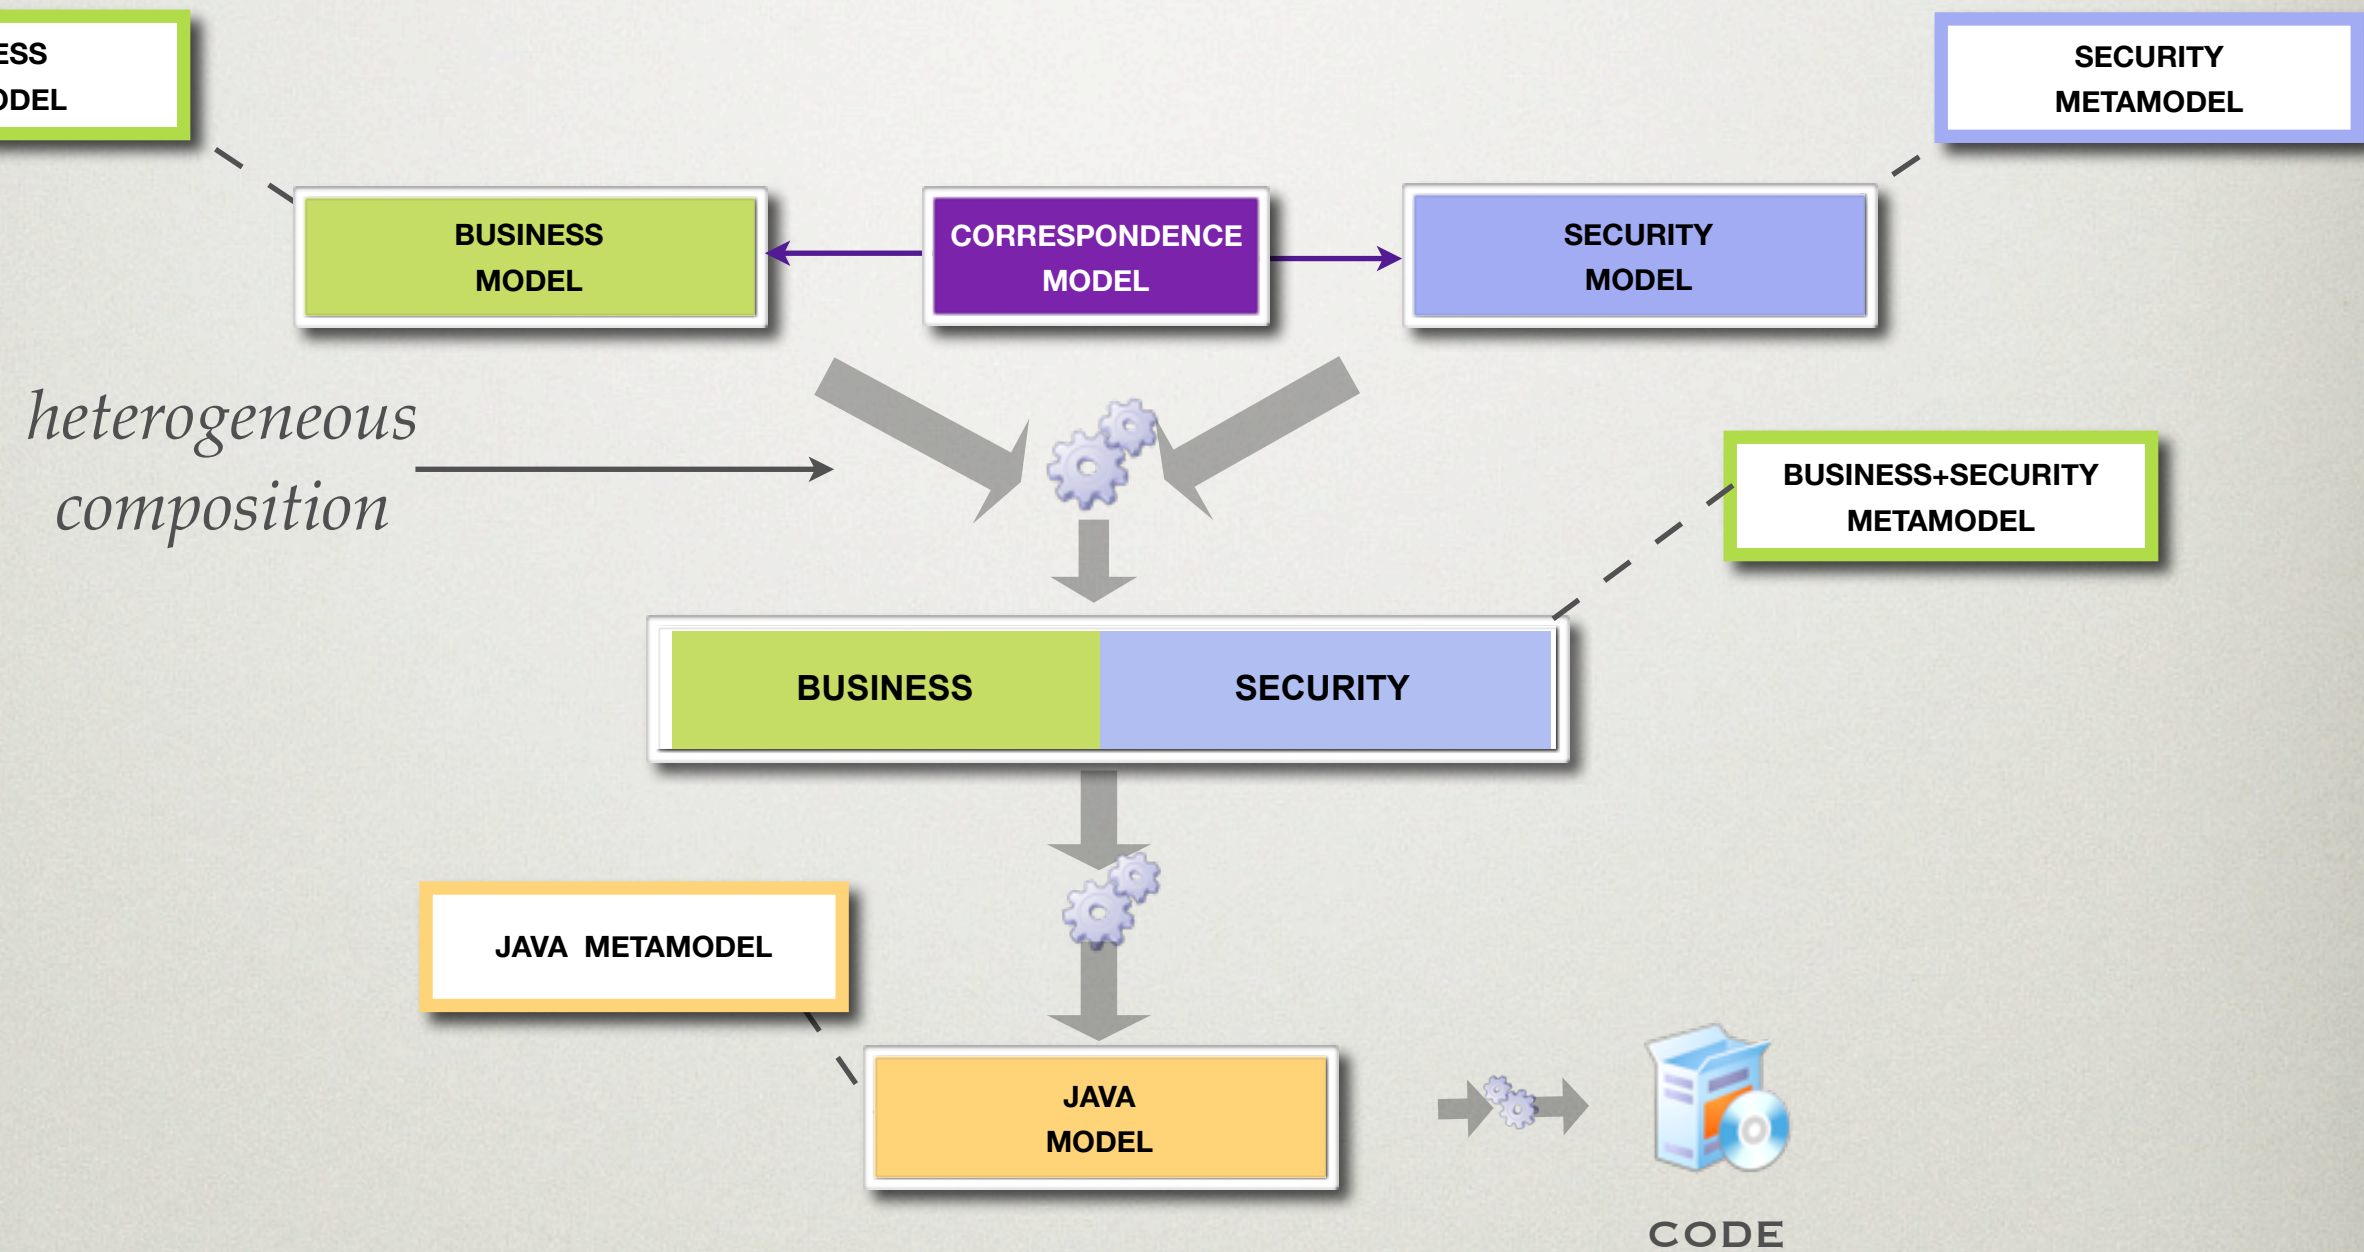 ESS
ODEL
SECURITY
METAMODEL
BUSINESS
MODEL
CORRESPONDENCE
MODEL
SECURITY
MODEL
heterogeneous
composition
BUSINESS+SECURITY
METAMODEL
BUSINESS
SECURITY
JAVA METAMODEL
JAVA
MODEL
CODE